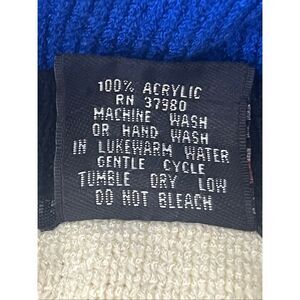 100% ACRYLIC
RN 37980
MACHINE WASH
OR HAND WASH
IN LUKEWARM WATER
GENTLE CYCLE
TUMBLE DRY LOW
DO NOT BLEACH